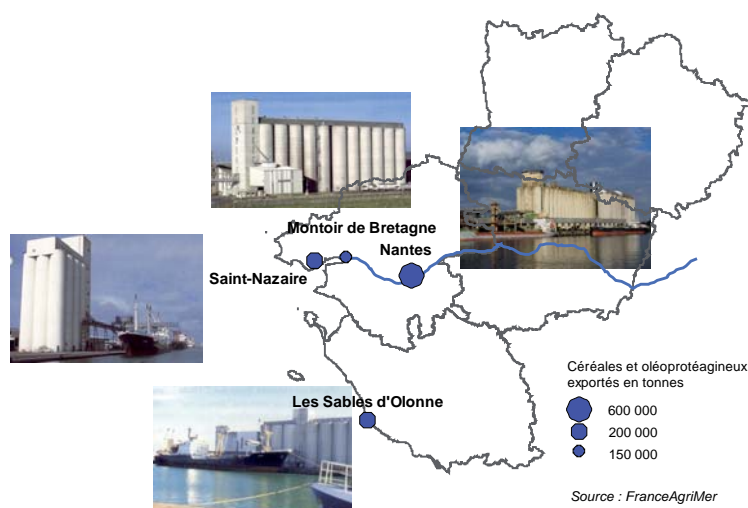 Montoir de Bretagne
Nantes
Saint-Nazaire
Les Sables d'Olonne
Céréales et oléoprotéagineux
exportés en tonnes
600 000
200 000
150 000
Source : FranceAgriMer